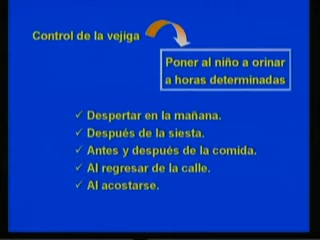 Control de la vejiga
Poner al niño a orinar
a horas determinadas
✓ Despertar en la mañana.
✓ Después de la siesta.
✓ Antes y después de la comida.
✓ Al regresar de la calle.
✓ Al acostarse.